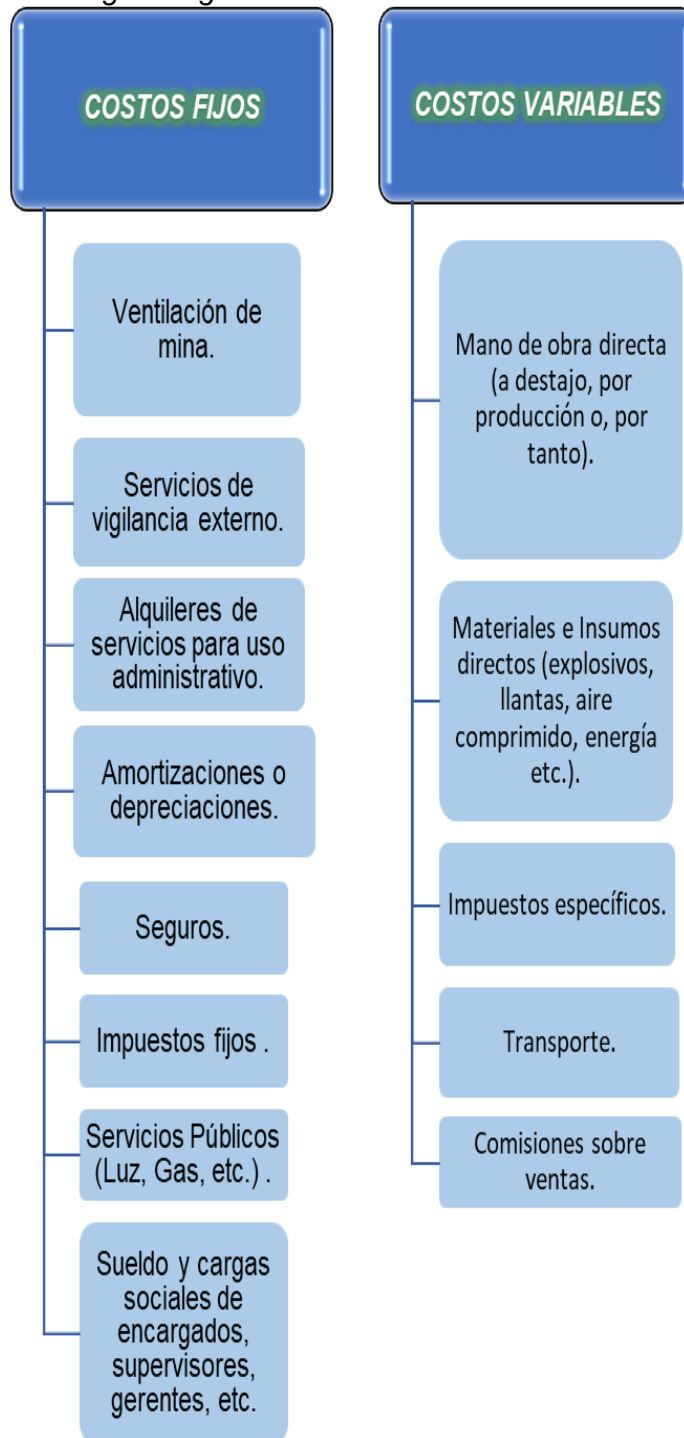 COSTOS FIJOS
Ventilación de
mina.
Servicios de
vigilancia externo.
Alquileres de
servicios para uso
administrativo.
Amortizaciones o
depreciaciones.
Seguros.
Impuestos fijos .
Servicios Públicos
(Luz, Gas, etc.) .
Sueldo y cargas
sociales de
encargados,
supervisores,
gerentes, etc.
COSTOS VARIABLES
Mano de obra directa
(a destajo, por
producción o, por
tanto).
Materiales e Insumos
directos (explosivos,
llantas, aire
comprimido, energía
etc.).
Impuestos específicos.
Transporte.
Comisiones sobre
ventas.